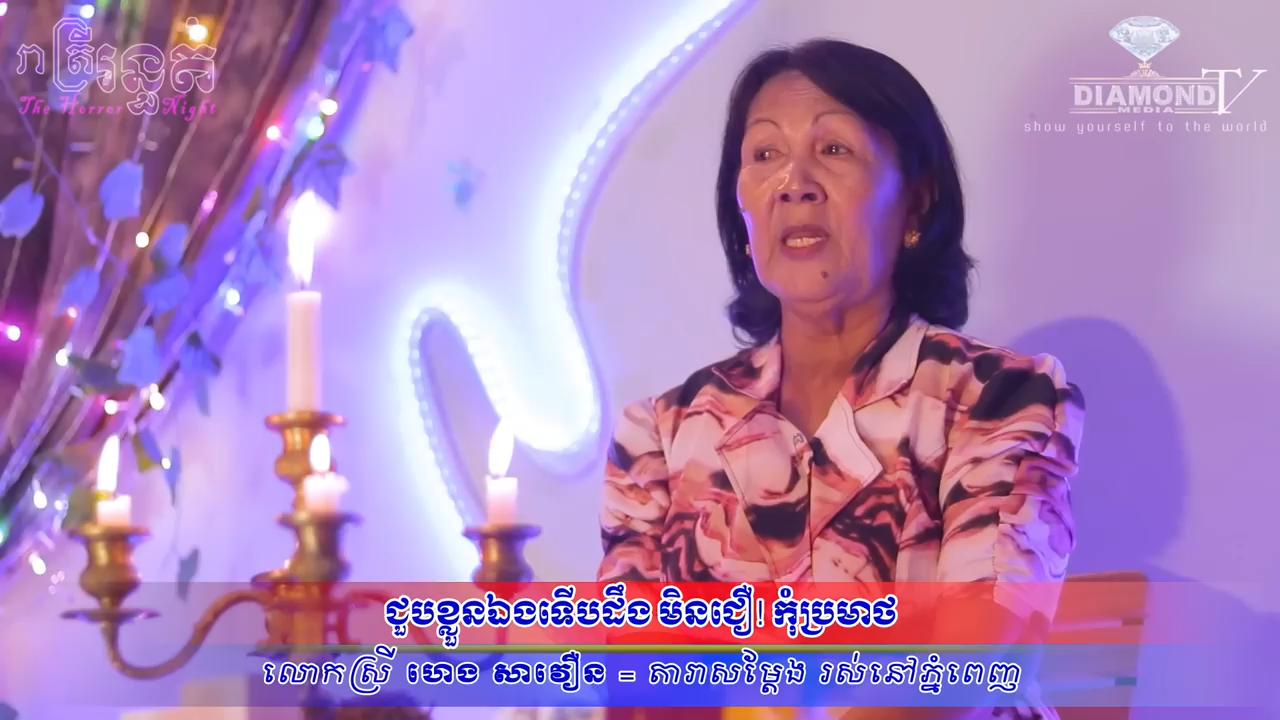 រាត្រីរន្ធត់
The Horror Night
DIAMOND TV
MEDIA
show yourself to the world
ជួបខ្លួនឯងទើបដឹង មិនជឿ! កុំប្រមាថ
លោកស្រី ហេង សាវឿន = តារាសម្តែង រស់នៅភ្នំពេញ